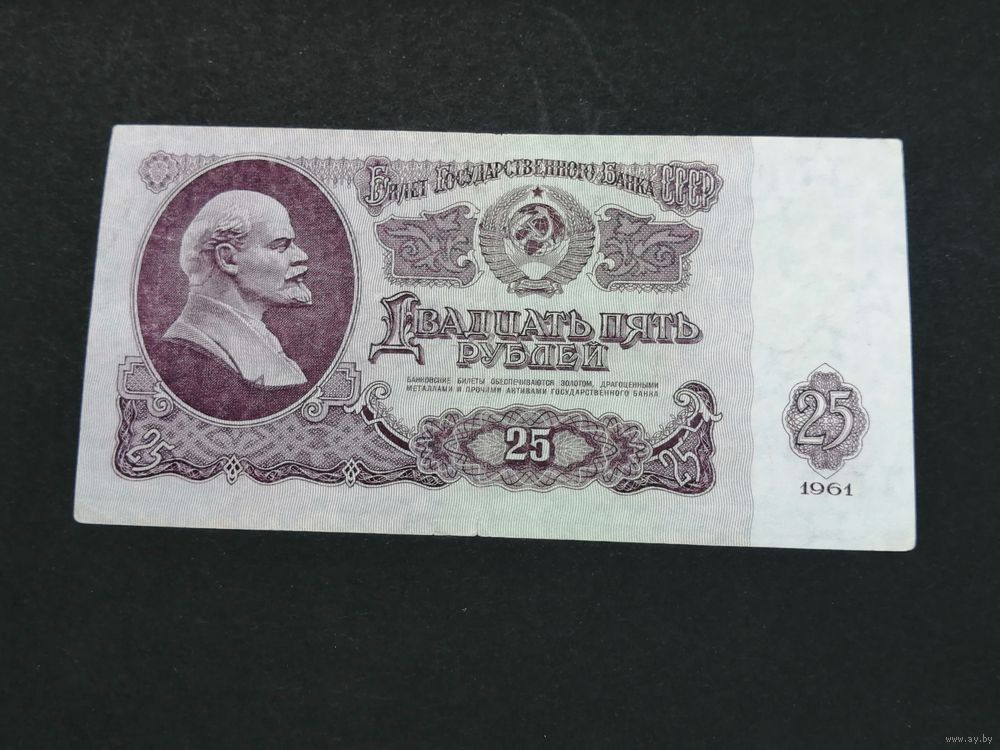 Билет Государственного Банка СССР
Двадцать пять
рублей
БАНКОВСКИЕ БИЛЕТЫ ОБЕСПЕЧИВАЮТСЯ ЗОЛОТОМ, ДРАГОЦЕННЫМИ
МЕТАЛЛАМИ И ПРОЧИМИ АКТИВАМИ ГОСУДАРСТВЕННОГО БАНКА
25
25
25
25
1961
www.ay.by